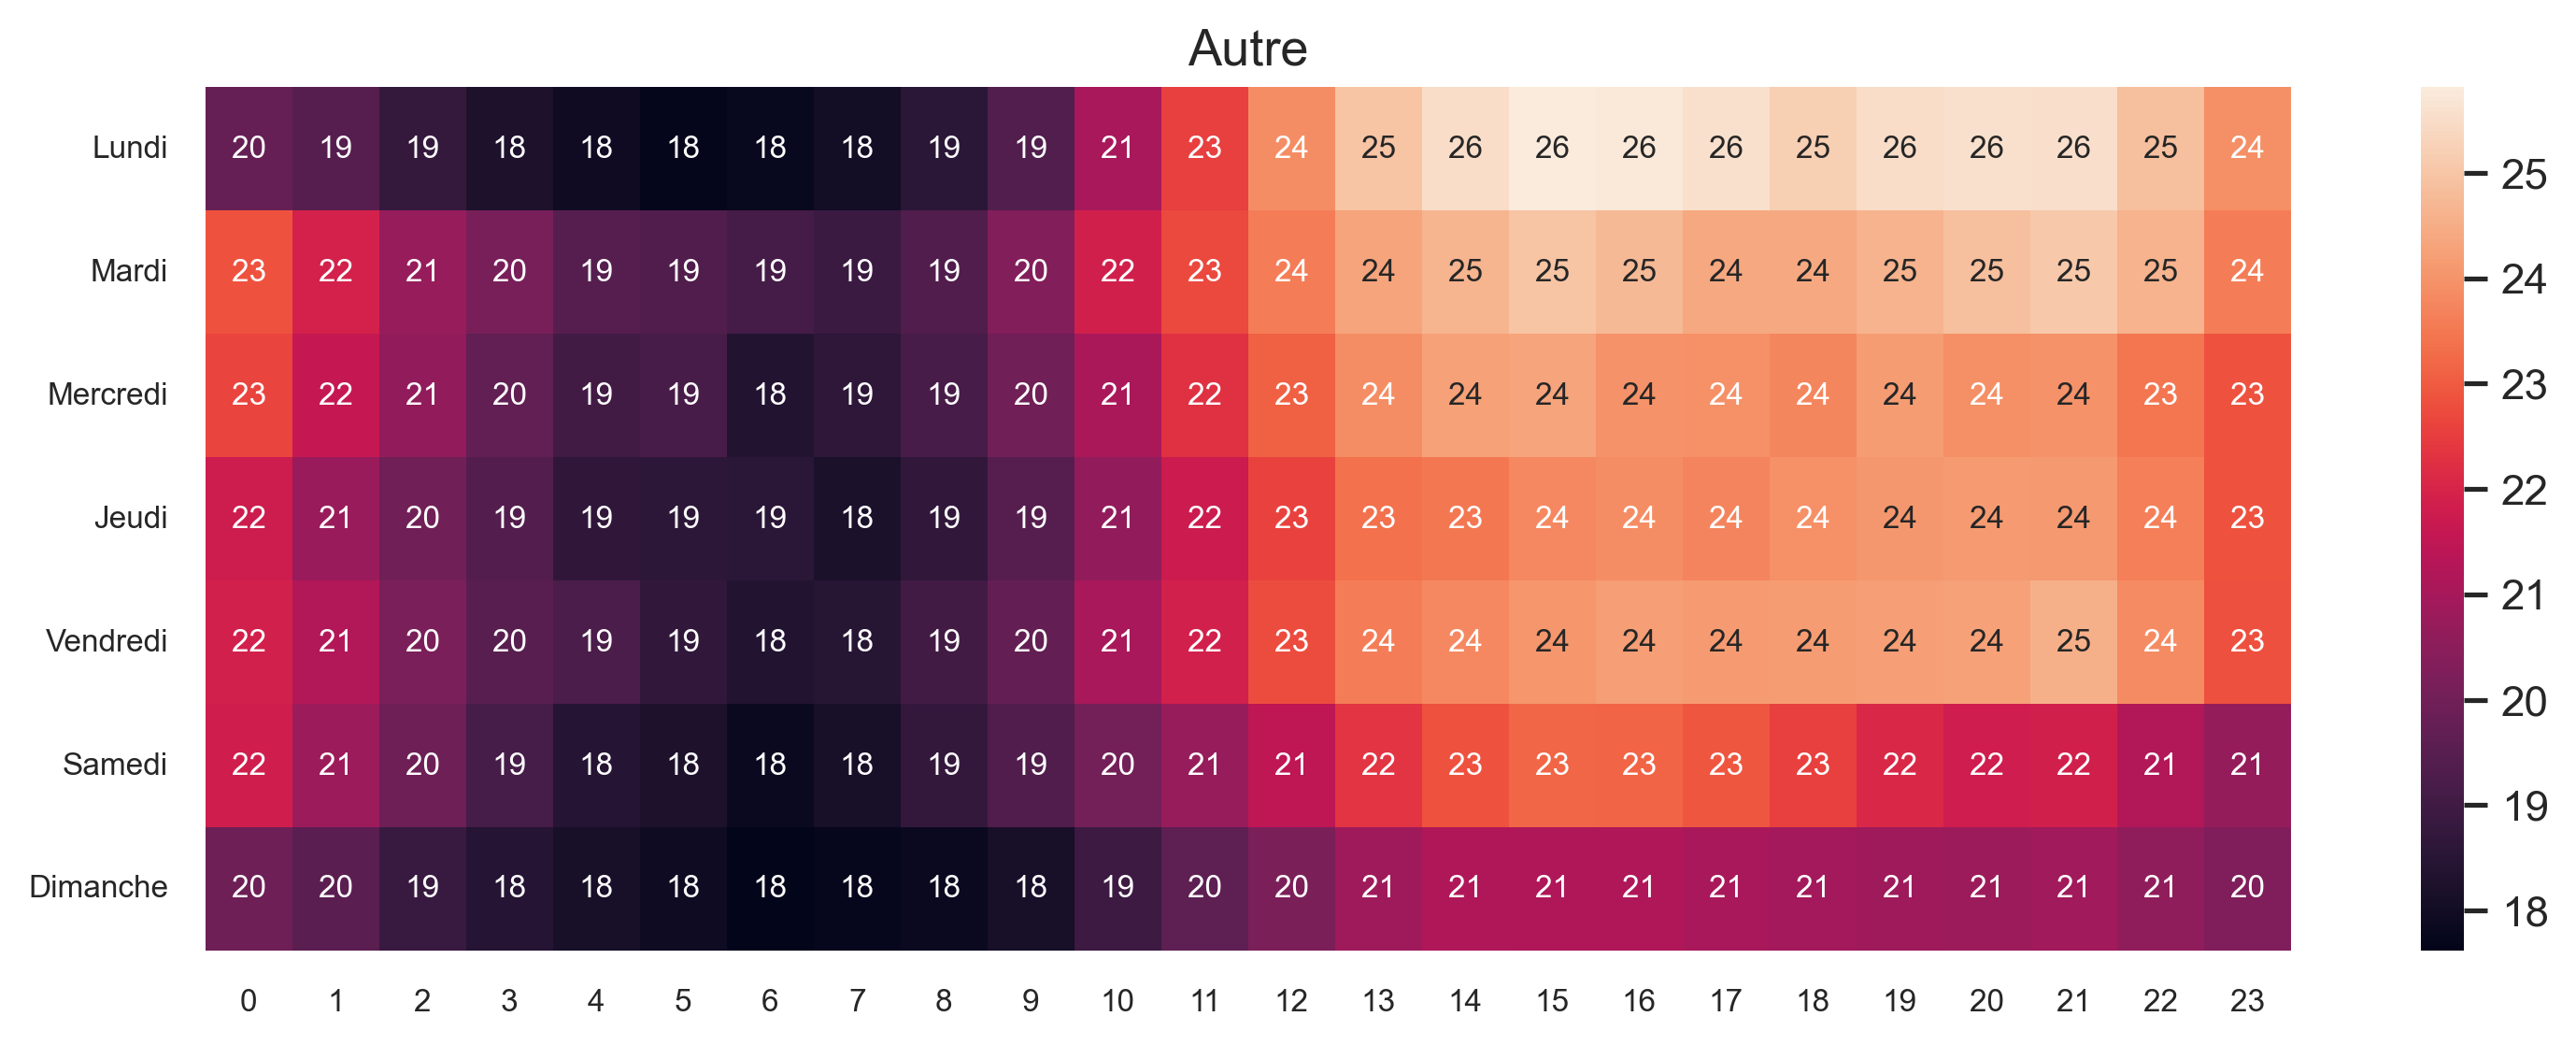 Autre
Lundi 20 19 19 18 18 18 18 18 19 19 21 23 24 25 26 26 26 26 25 26 26 26 25 24
Mardi 23 22 21 20 19 19 19 19 19 20 22 23 24 24 25 25 25 24 24 25 25 25 25 24
Mercredi 23 22 21 20 19 19 18 19 19 20 21 22 23 24 24 24 24 24 24 24 24 24 23 23
Jeudi 22 21 20 19 19 19 19 18 19 19 21 22 23 23 23 24 24 24 24 24 24 24 24 23
Vendredi 22 21 20 20 19 19 18 18 19 20 21 22 23 24 24 24 24 24 24 24 24 25 24 23
Samedi 22 21 20 19 18 18 18 18 19 19 20 21 21 22 23 23 23 23 23 22 22 22 21 21
Dimanche 20 20 19 18 18 18 18 18 18 18 19 20 20 21 21 21 21 21 21 21 21 21 21 20
0 1 2 3 4 5 6 7 8 9 10 11 12 13 14 15 16 17 18 19 20 21 22 23
25
24
23
22
21
20
19
18